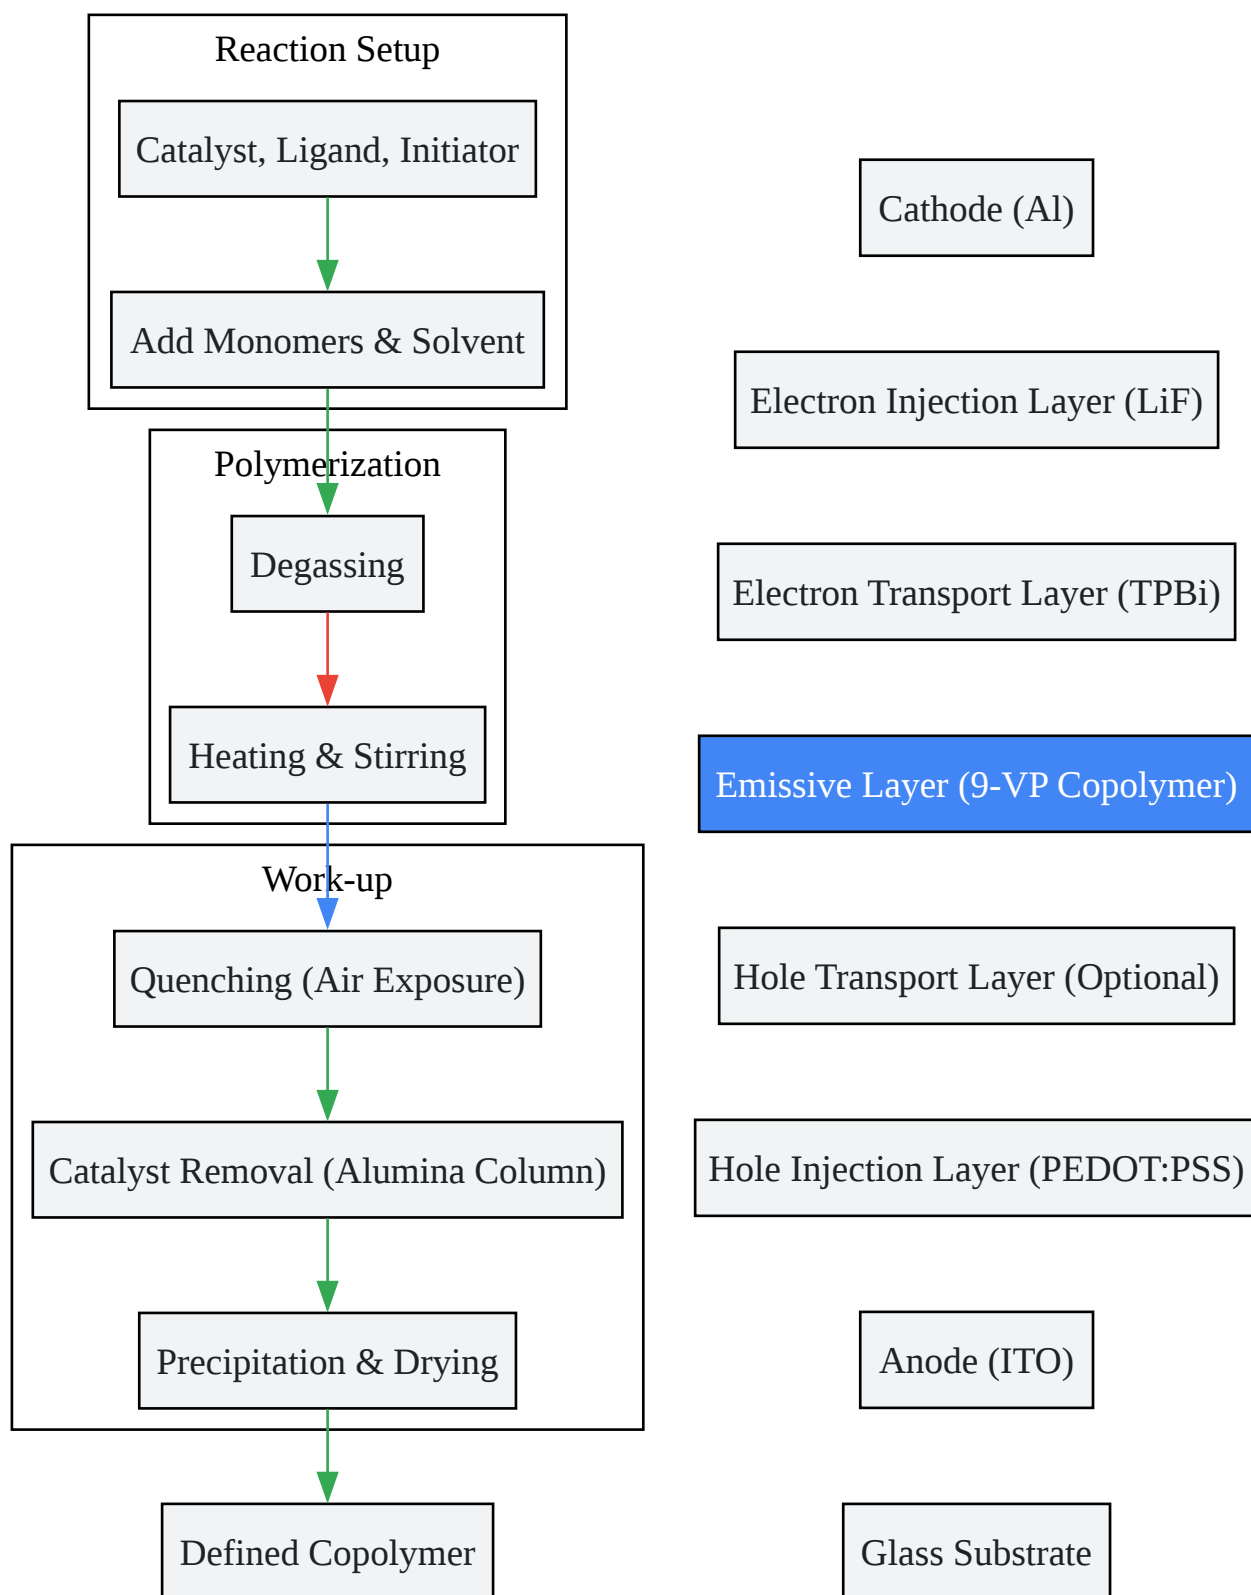 Reaction Setup
Catalyst, Ligand, Initiator
Add Monomers & Solvent
Polymerization
Degassing
Heating & Stirring
Work-up
Quenching (Air Exposure)
Catalyst Removal (Alumina Column)
Precipitation & Drying
Defined Copolymer
Cathode (Al)
Electron Injection Layer (LiF)
Electron Transport Layer (TPBi)
Emissive Layer (9-VP Copolymer)
Hole Transport Layer (Optional)
Hole Injection Layer (PEDOT:PSS)
Anode (ITO)
Glass Substrate